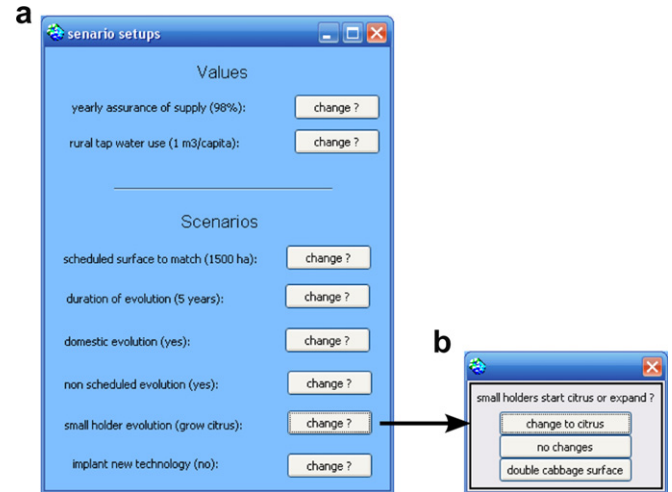 a
senario setups
Values
yearly assurance of supply (98%): change ?
rural tap water use (1 m3/capita): change ?
Scenarios
scheduled surface to match (1500 ha): change ?
duration of evolution (5 years): change ?
domestic evolution (yes): change ?
non scheduled evolution (yes): change ?
small holder evolution (grow citrus): change ?
implant new technology (no): change ?
b
small holders start citrus or expand ?
change to citrus
no changes
double cabbage surface